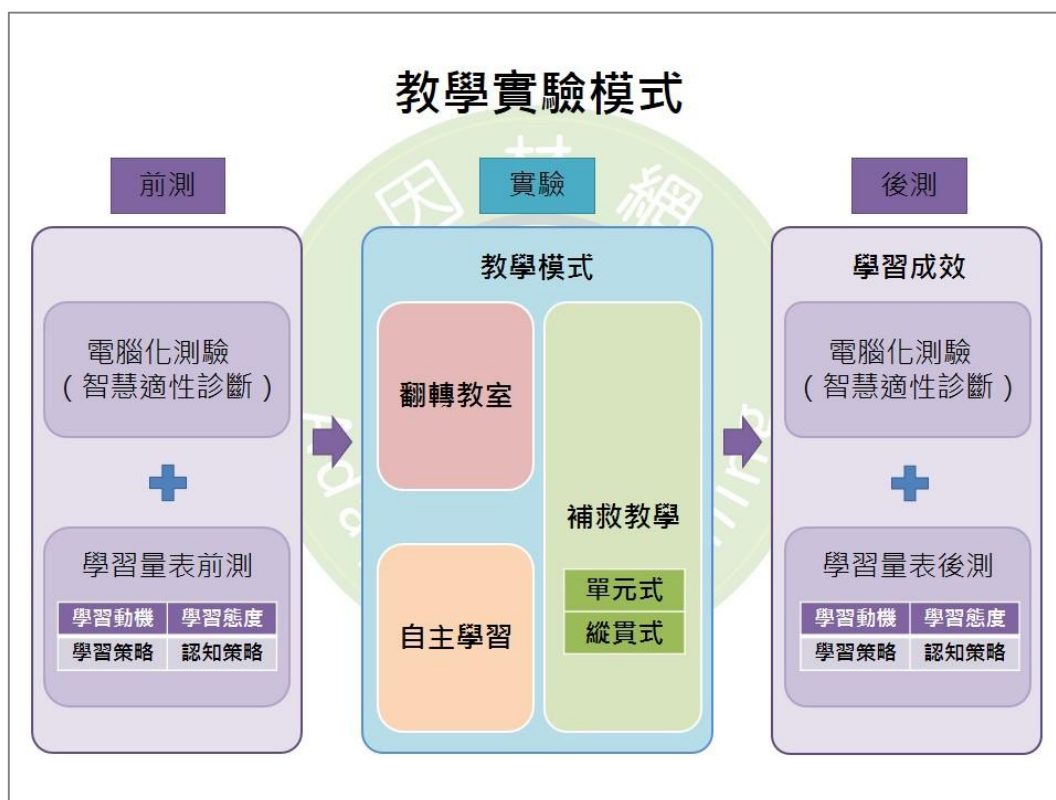 教學實驗模式
前測
實驗
後測
因材網
Ada
ning
電腦化測驗
(智慧適性診斷)
學習量表前測
學習動機 學習態度
學習策略 認知策略
教學模式
翻轉教室
自主學習
補救教學
單元式
縱貫式
學習成效
電腦化測驗
(智慧適性診斷)
學習量表後測
學習動機 學習態度
學習策略 認知策略